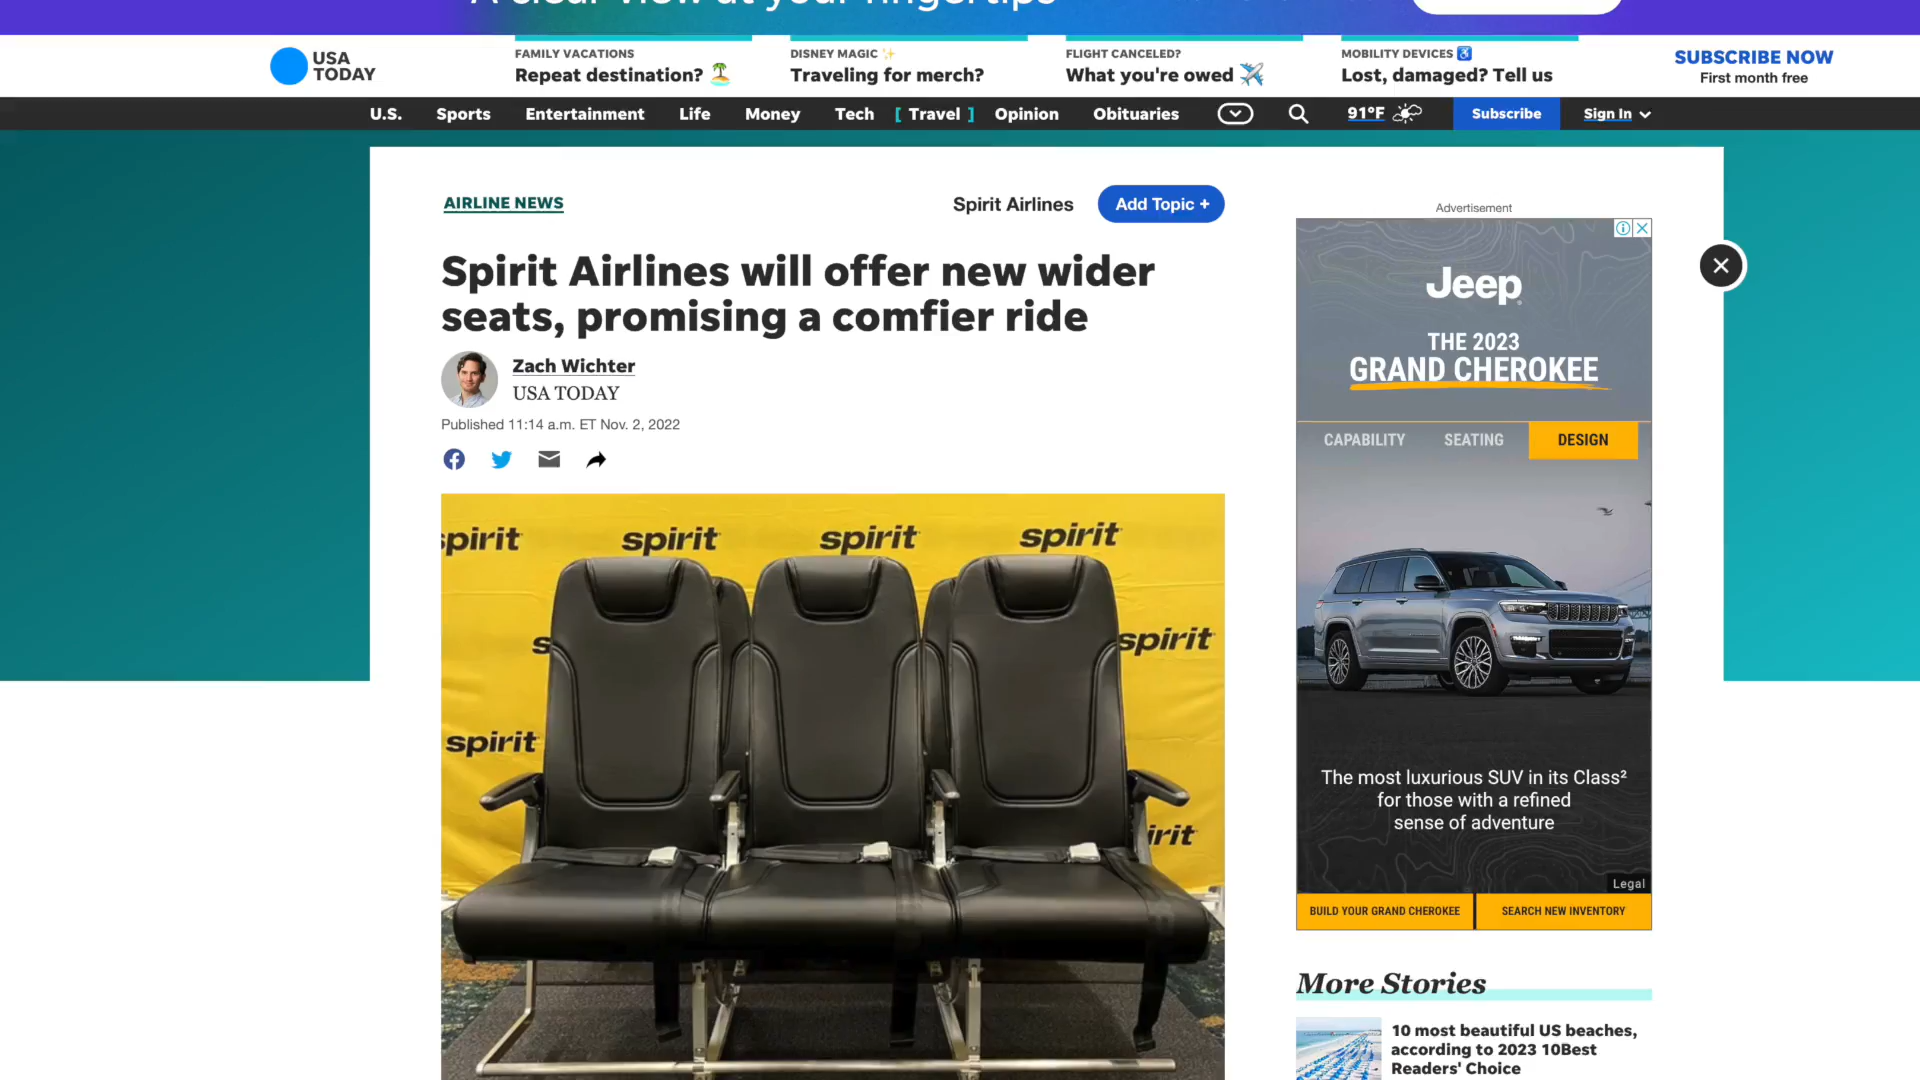 A clear view at your fingertips
USA
TODAY
FAMILY VACATIONS
Repeat destination? 🏝️
DISNEY MAGIC ✨
Traveling for merch?
FLIGHT CANCELED?
What you're owed ✈️
MOBILITY DEVICES ♿
Lost, damaged? Tell us
SUBSCRIBE NOW
First month free
U.S. Sports Entertainment Life Money Tech [ Travel ] Opinion Obituaries 91°F Subscribe Sign In
AIRLINE NEWS
Spirit Airlines Add Topic +
Spirit Airlines will offer new wider
seats, promising a comfier ride
Zach Wichter
USA TODAY
Published 11:14 a.m. ET Nov. 2, 2022
spirit spirit spirit spirit
spirit
spirit
Advertisement
Jeep
THE 2023
GRAND CHEROKEE
CAPABILITY SEATING DESIGN
The most luxurious SUV in its Class²
for those with a refined
sense of adventure
Legal
BUILD YOUR GRAND CHEROKEE SEARCH NEW INVENTORY
More Stories
10 most beautiful US beaches,
according to 2023 10Best
Readers' Choice